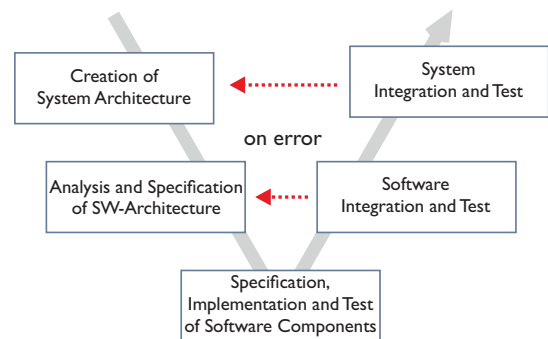 Creation of
System Architecture
System
Integration and Test
on error
Analysis and Specification
of SW-Architecture
Software
Integration and Test
Specification,
Implementation and Test
of Software Components